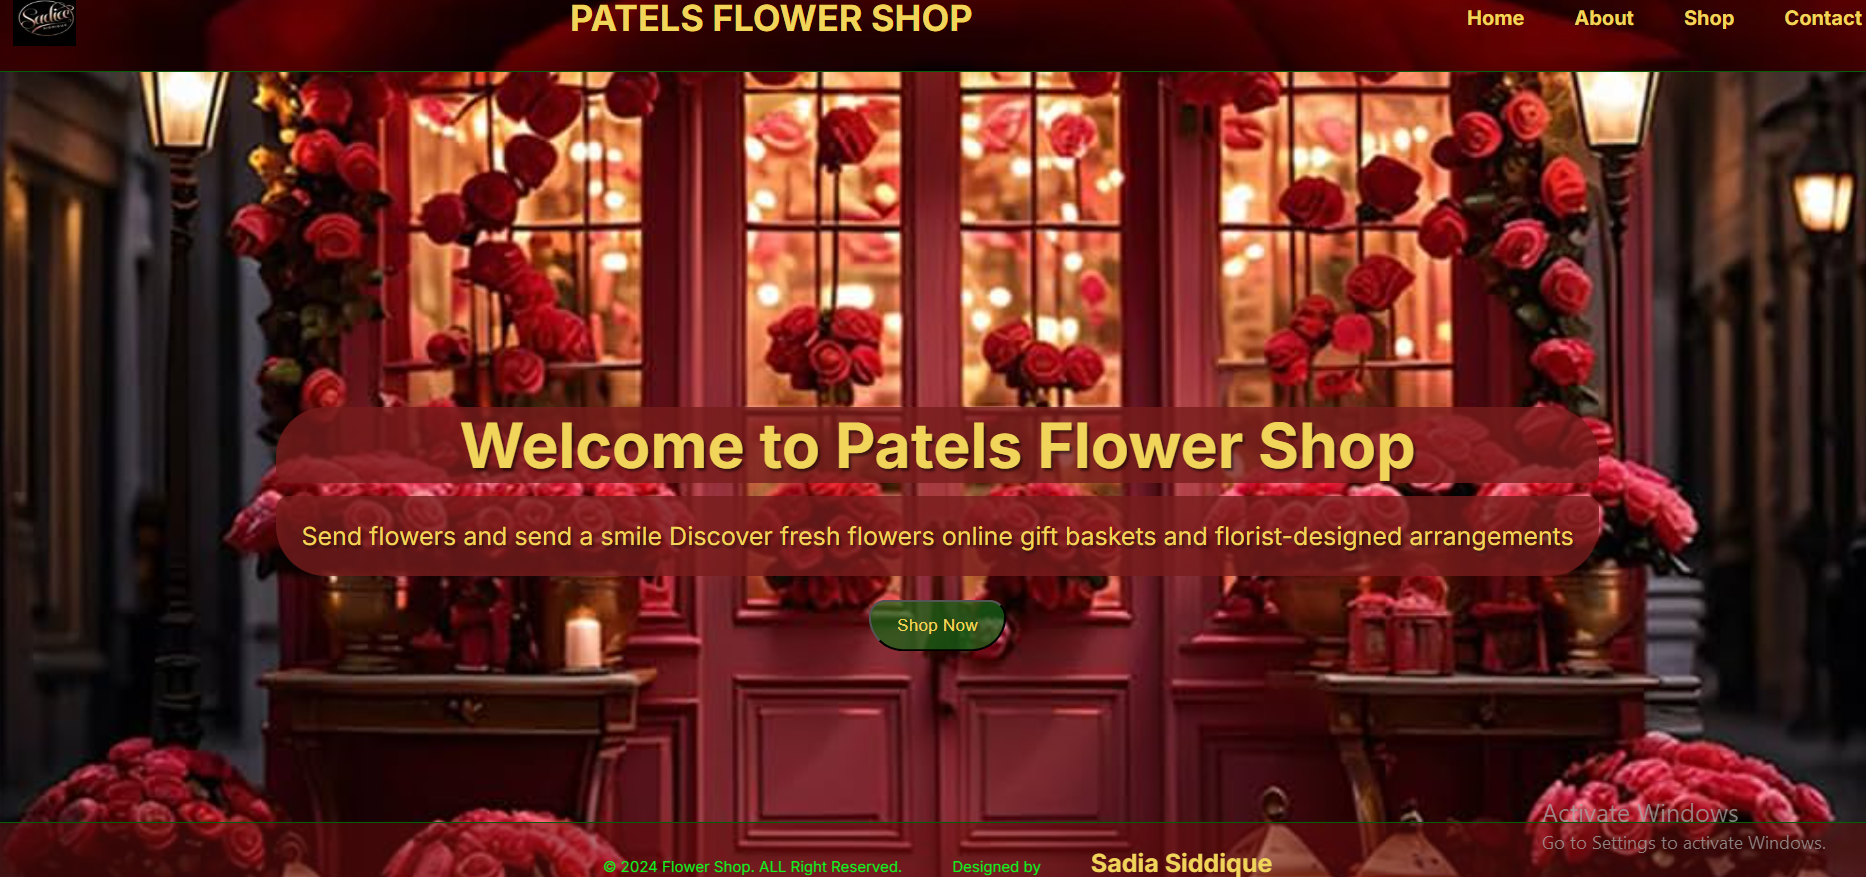 Sadia
PATELS FLOWER SHOP
Home About Shop Contact
Welcome to Patels Flower Shop
Send flowers and send a smile Discover fresh flowers online gift baskets and florist-designed arrangements
Shop Now
Activate Windows
Go to Settings to activate Windows.
© 2024 Flower Shop. ALL Right Reserved. Designed by Sadia Siddique